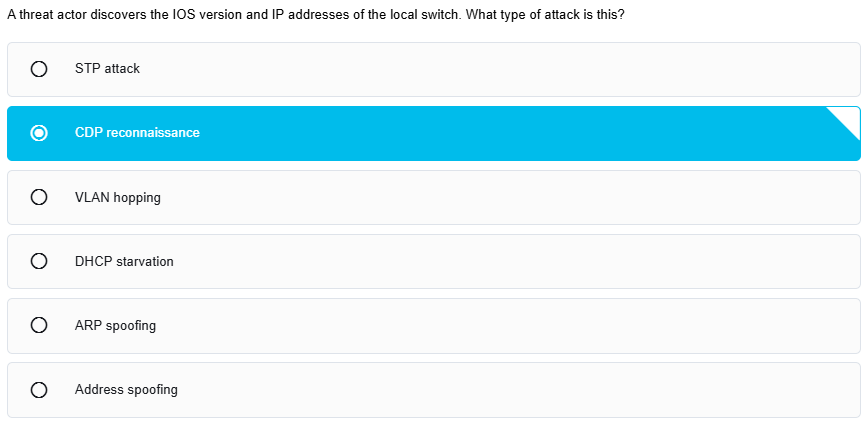 A threat actor discovers the IOS version and IP addresses of the local switch. What type of attack is this?
STP attack
CDP reconnaissance
VLAN hopping
DHCP starvation
ARP spoofing
Address spoofing